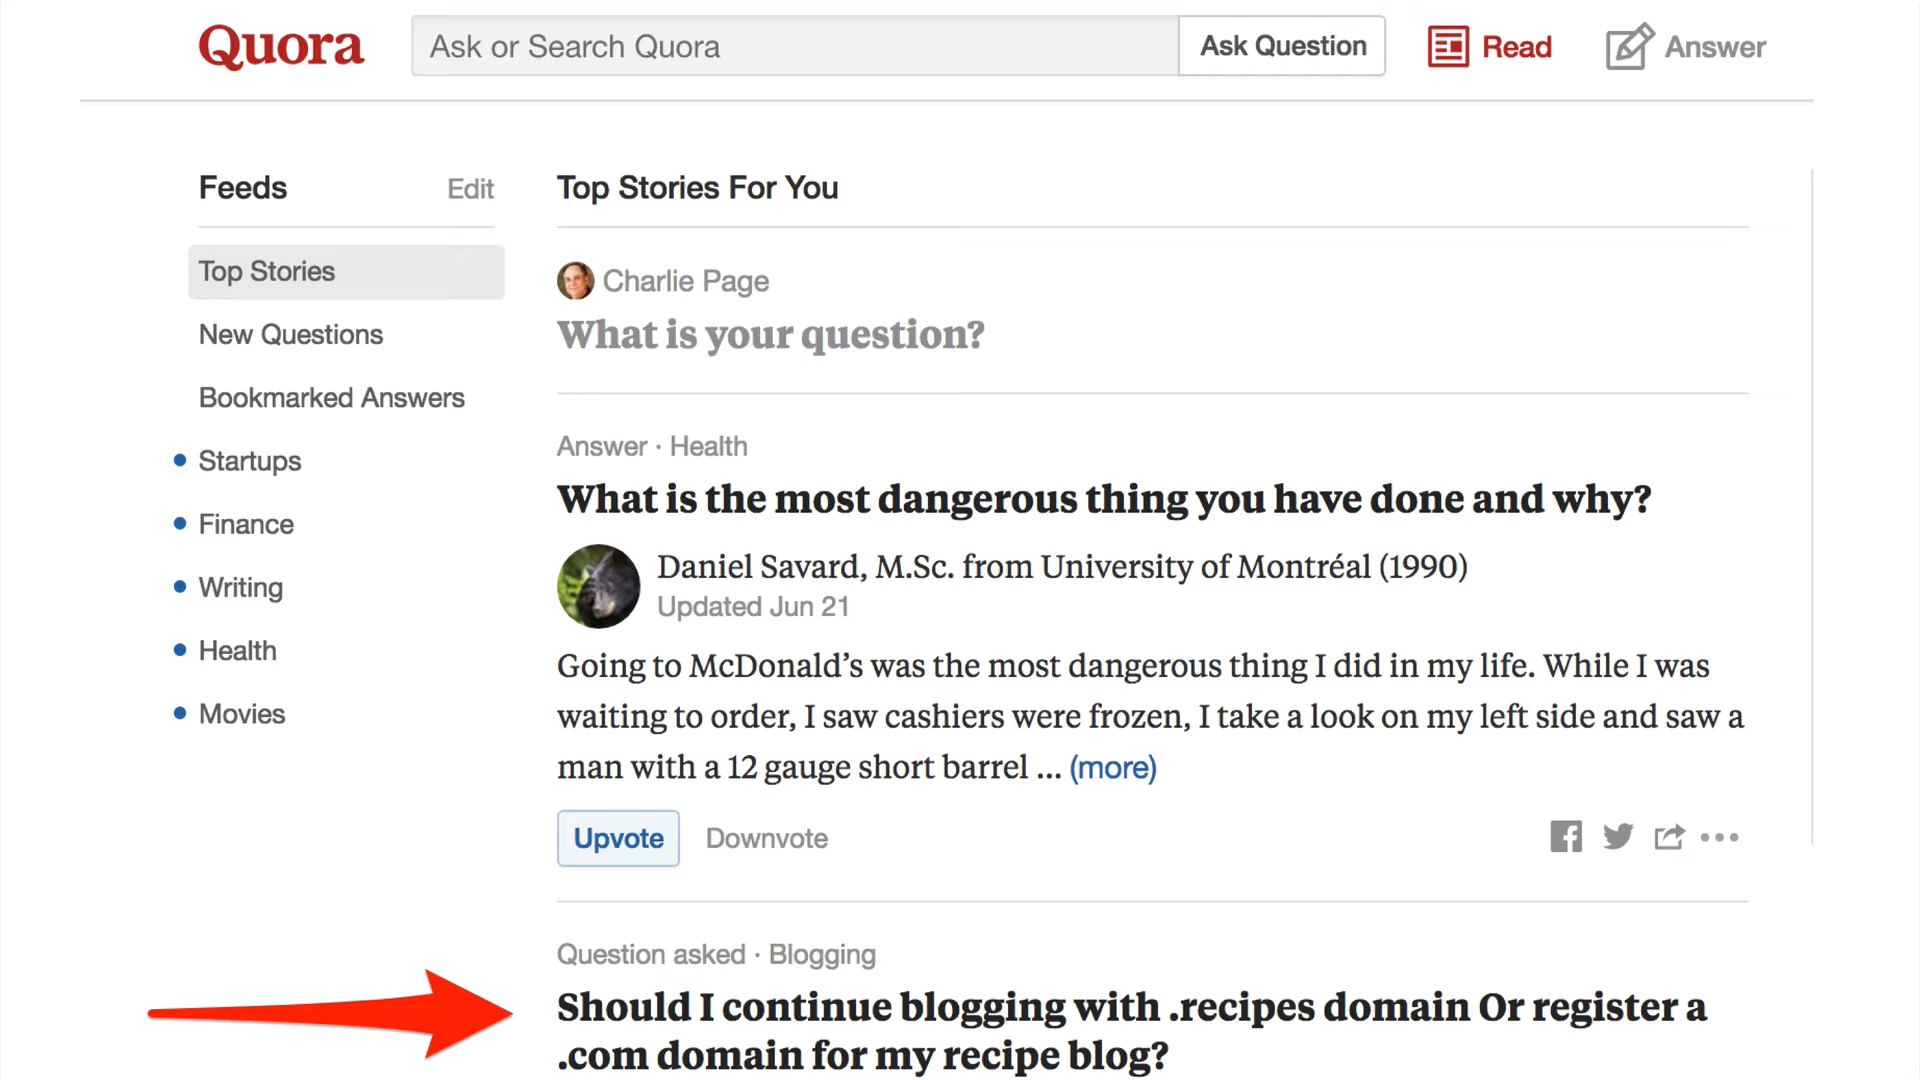 Quora
Ask or Search Quora
Ask Question
Read
Answer
Feeds
Edit
Top Stories
New Questions
Bookmarked Answers
Startups
Finance
Writing
Health
Movies
Top Stories For You
Charlie Page
What is your question?
Answer · Health
What is the most dangerous thing you have done and why?
Daniel Savard, M.Sc. from University of Montréal (1990)
Updated Jun 21
Going to McDonald’s was the most dangerous thing I did in my life. While I was
waiting to order, I saw cashiers were frozen, I take a look on my left side and saw a
man with a 12 gauge short barrel ... (more)
Upvote
Downvote
Question asked · Blogging
Should I continue blogging with .recipes domain Or register a
.com domain for my recipe blog?